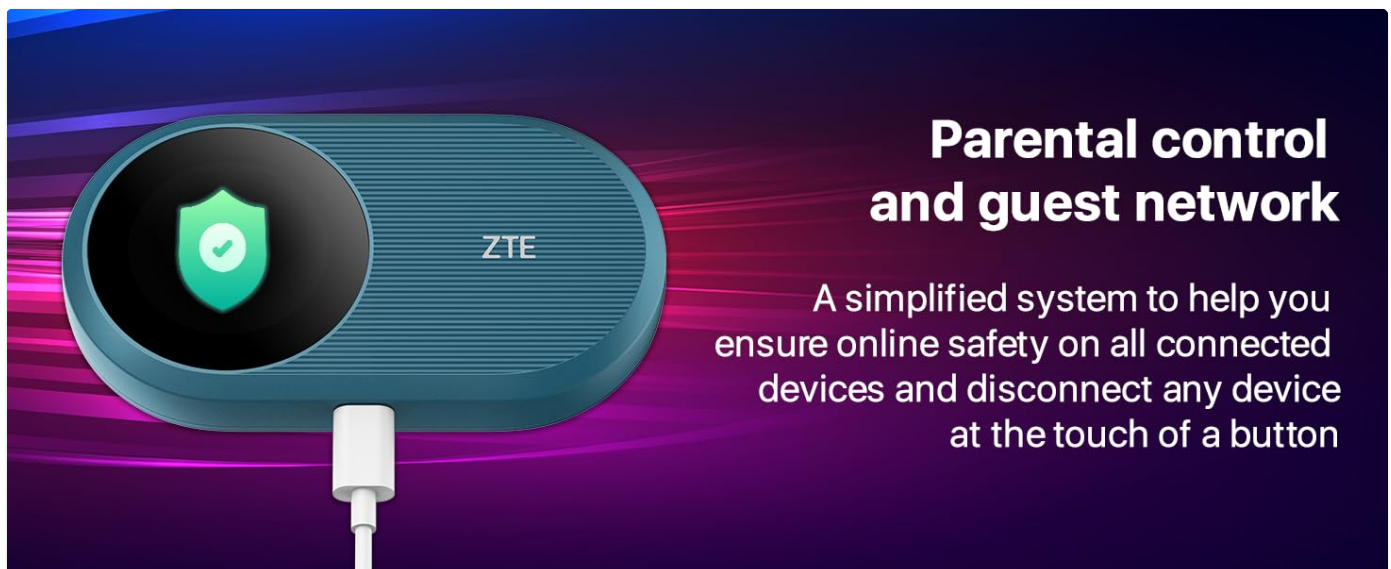 ZTE
Parental control
and guest network
A simplified system to help you
ensure online safety on all connected
devices and disconnect any device
at the touch of a button